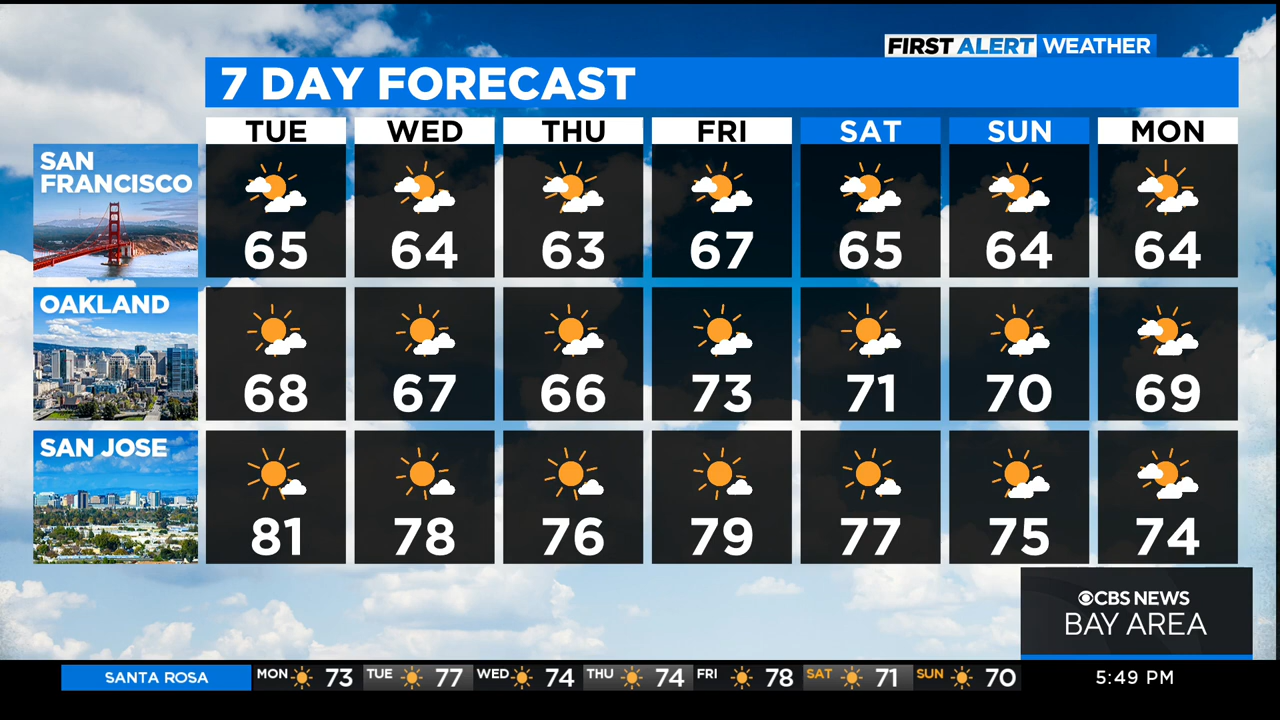 FIRST ALERT WEATHER
7 DAY FORECAST
TUE WED THU FRI SAT SUN MON
SAN
FRANCISCO
65 64 63 67 65 64 64
OAKLAND
68 67 66 73 71 70 69
SAN JOSE
81 78 76 79 77 75 74
CBS NEWS
BAY AREA
SANTA ROSA MON 73 TUE 77 WED 74 THU 74 FRI 78 SAT 71 SUN 70 5:49 PM